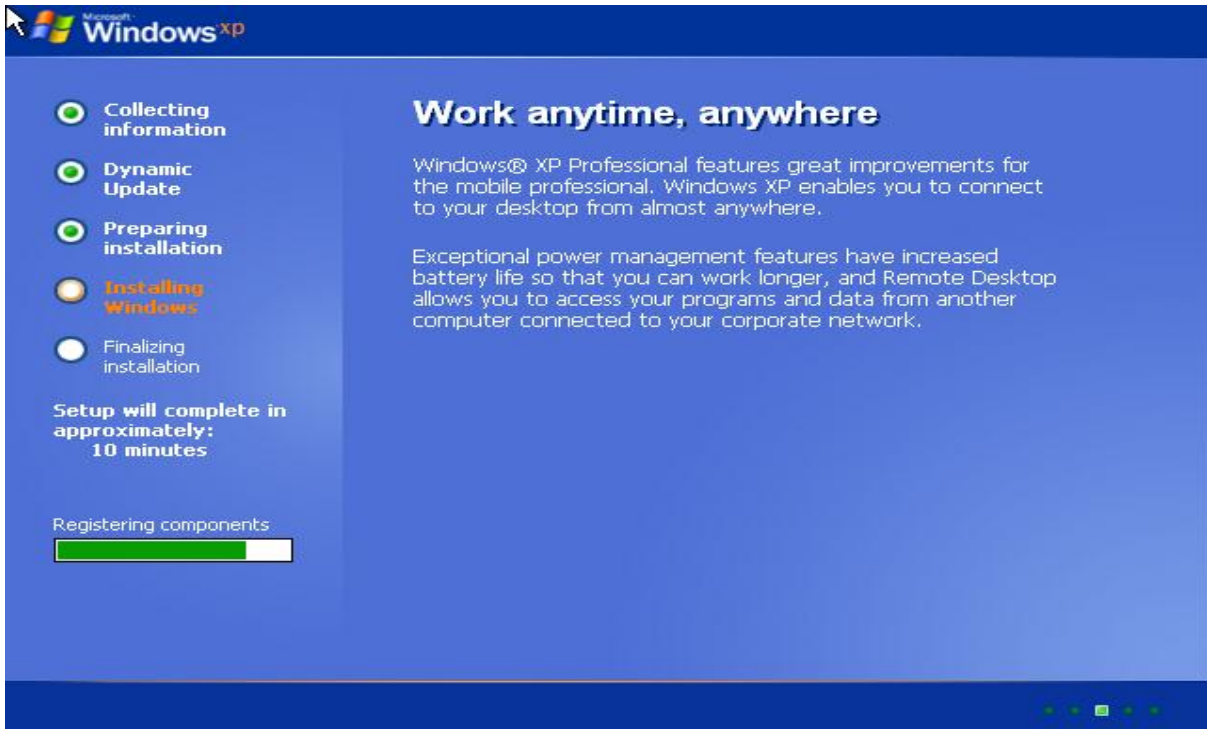 Microsoft
Windows xp
Collecting
information
Dynamic
Update
Preparing
installation
Installing
Windows
Finalizing
installation
Setup will complete in
approximately:
10 minutes
Registering components
Work anytime, anywhere
Windows® XP Professional features great improvements for
the mobile professional. Windows XP enables you to connect
to your desktop from almost anywhere.
Exceptional power management features have increased
battery life so that you can work longer, and Remote Desktop
allows you to access your programs and data from another
computer connected to your corporate network.